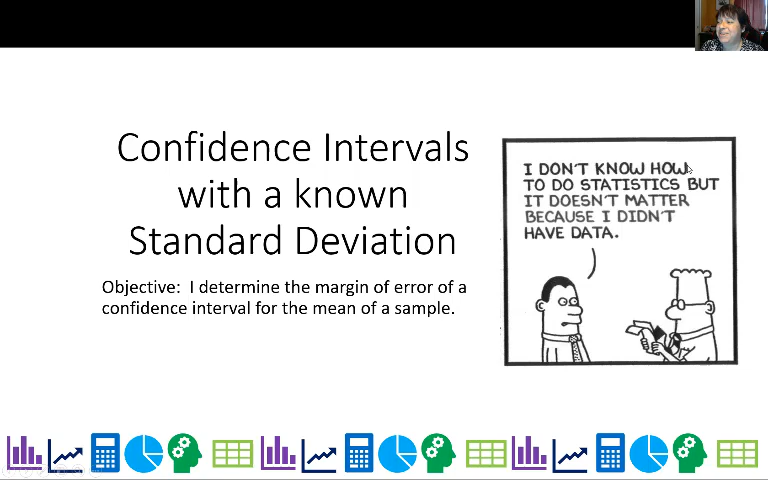 Confidence Intervals
with a known
Standard Deviation
Objective:  I determine the margin of error of a
confidence interval for the mean of a sample.
I DON'T KNOW HOW
TO DO STATISTICS BUT
IT DOESN'T MATTER
BECAUSE I DIDN'T
HAVE DATA.